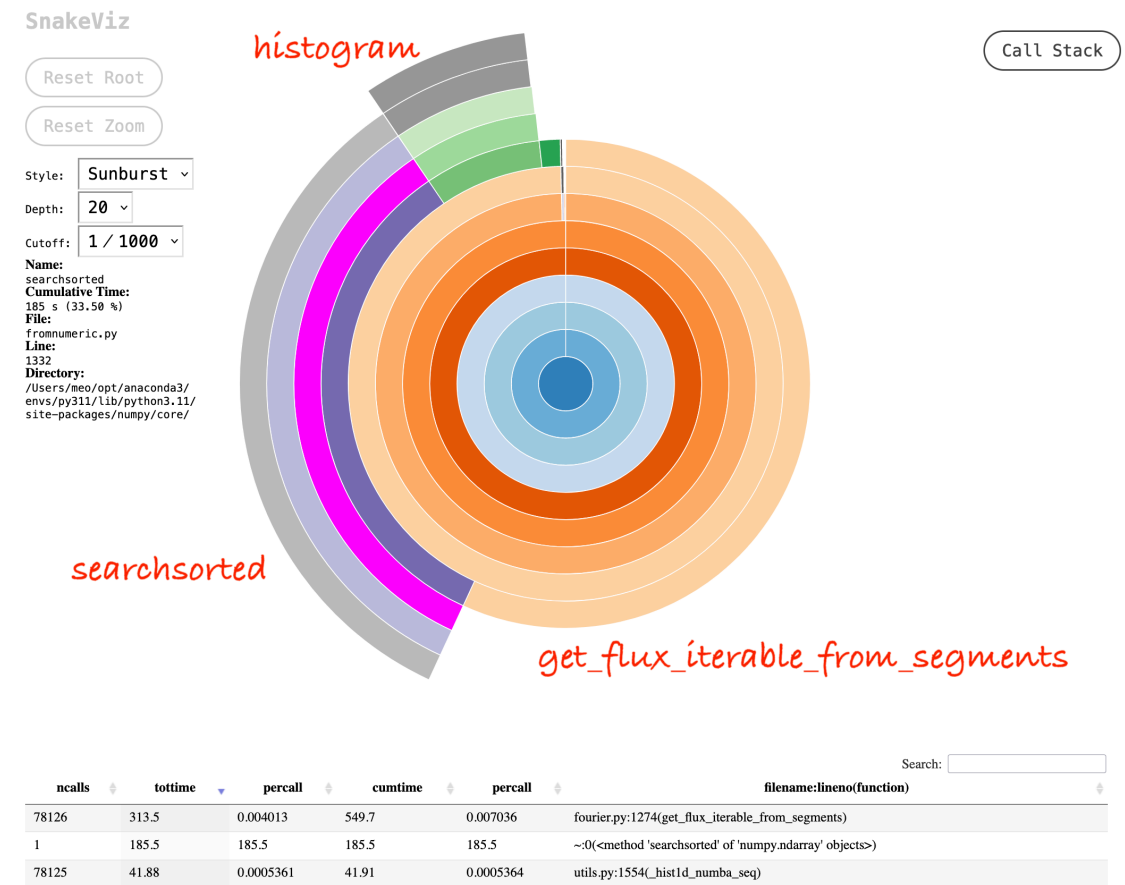 SnakeViz
histogram
Call Stack
Reset Root
Reset Zoom
Style: Sunburst
Depth: 20
Cutoff: 1 / 1000
Name:
searchsorted
Cumulative Time:
185 s (33.50 %)
File:
fromnumeric.py
Line:
1332
Directory:
/Users/meo/opt/anaconda3/
envs/py311/lib/python3.11/
site-packages/numpy/core/
searchsorted
get_flux_iterable_from_segments
Search:
ncalls tottime percall cumtime percall filename:lineno(function)
78126 313.5 0.004013 549.7 0.007036 fourier.py:1274(get_flux_iterable_from_segments)
1 185.5 185.5 185.5 185.5 ~:0(<method 'searchsorted' of 'numpy.ndarray' objects>)
78125 41.88 0.0005361 41.91 0.0005364 utils.py:1554(_hist1d_numba_seq)